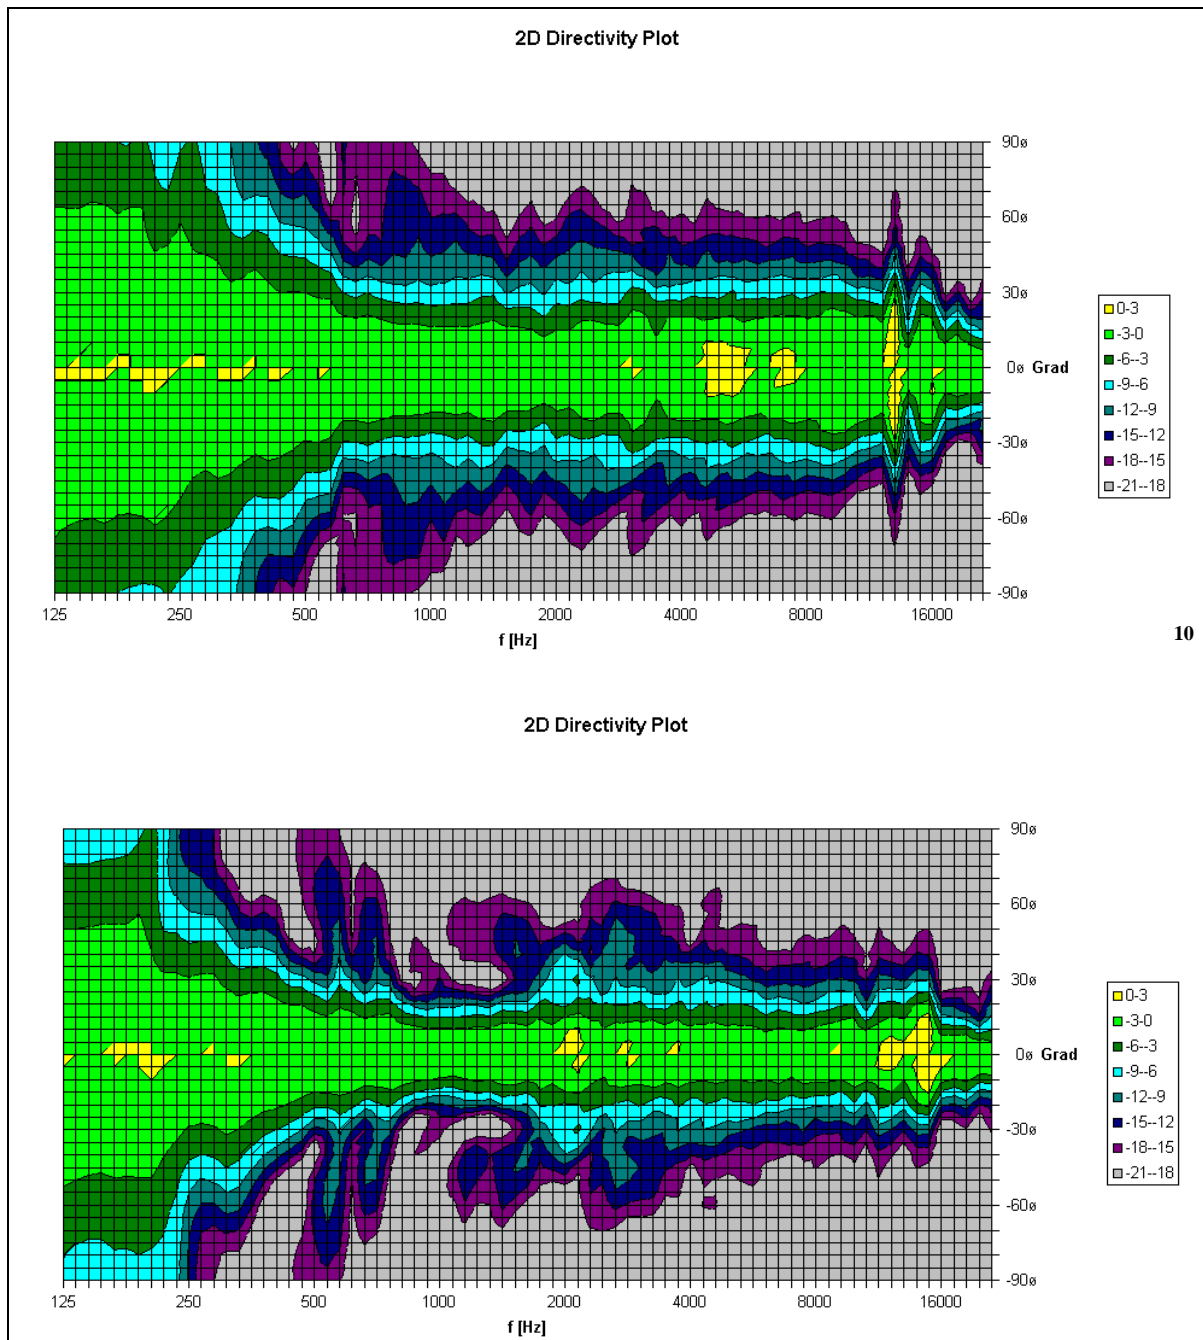 2D Directivity Plot
90ø
60ø
30ø
0ø Grad
-30ø
-60ø
-90ø
0-3
-3-0
-6--3
-9--6
-12--9
-15--12
-18--15
-21--18
125 250 500 1000 2000 4000 8000 16000
f [Hz]
10
2D Directivity Plot
90ø
60ø
30ø
0ø Grad
-30ø
-60ø
-90ø
0-3
-3-0
-6--3
-9--6
-12--9
-15--12
-18--15
-21--18
125 250 500 1000 2000 4000 8000 16000
f [Hz]